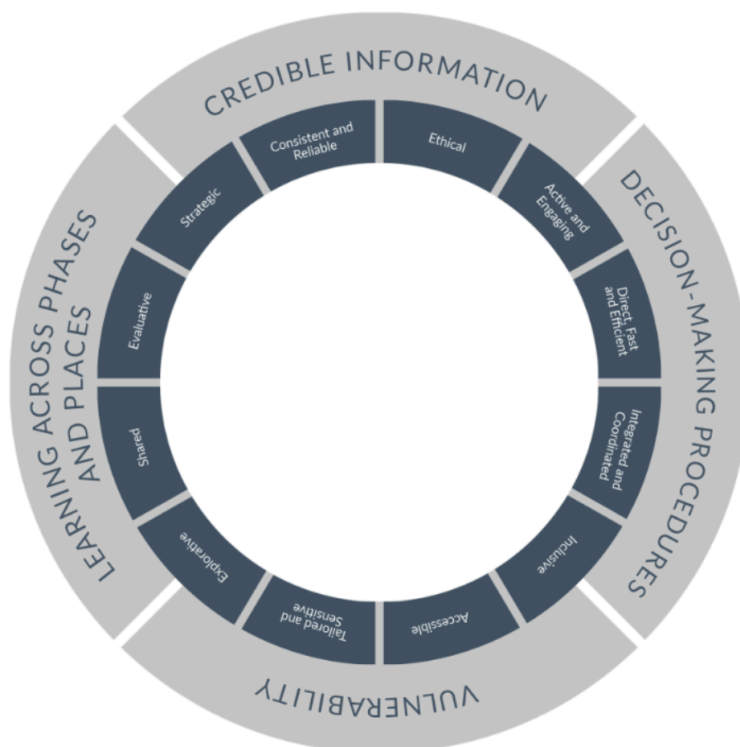 CREDIBLE INFORMATION
DECISION-MAKING PROCEDURES
VULNERABILITY
LEARNING ACROSS PHASES
AND PLACES
Consistent and
Reliable
Ethical
Active and
Engaging
Direct, Fast
and Efficient
Integrated and
Coordinated
Inclusive
Accessible
Tailored and
Sensitive
Explorative
Shared
Evaluative
Strategic